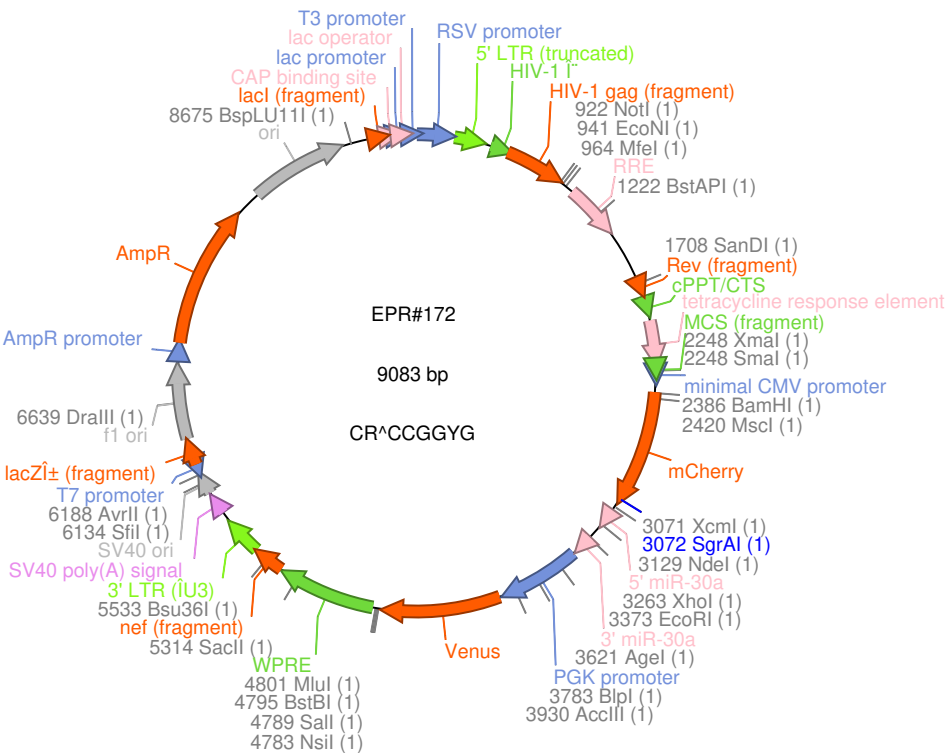 T3 promoter
lac operator
lac promoter
CAP binding site
lacI (fragment)
8675 BspLU11I (1)
ori
RSV promoter
5' LTR (truncated)
HIV-1 Ψ̈
HIV-1 gag (fragment)
922 NotI (1)
941 EcoNI (1)
964 MfeI (1)
RRE
1222 BstAPI (1)
1708 SanDI (1)
Rev (fragment)
cPPT/CTS
tetracycline response element
MCS (fragment)
2248 XmaI (1)
2248 SmaI (1)
minimal CMV promoter
2386 BamHI (1)
2420 MscI (1)
mCherry
3071 XcmI (1)
3072 SgrAI (1)
3129 NdeI (1)
5' miR-30a
3263 XhoI (1)
3373 EcoRI (1)
3' miR-30a
3621 AgeI (1)
PGK promoter
3783 BlpI (1)
3930 AccIII (1)
Venus
WPRE
4801 MluI (1)
4795 BstBI (1)
4789 SalI (1)
4783 NsiI (1)
5314 SacII (1)
nef (fragment)
5533 Bsu36I (1)
3' LTR (ÎU3)
SV40 poly(A) signal
SV40 ori
6134 SfiI (1)
6188 AvrII (1)
T7 promoter
lacZÎ± (fragment)
f1 ori
6639 DraIII (1)
AmpR promoter
AmpR
EPR#172
9083 bp
CR^CCGGYG